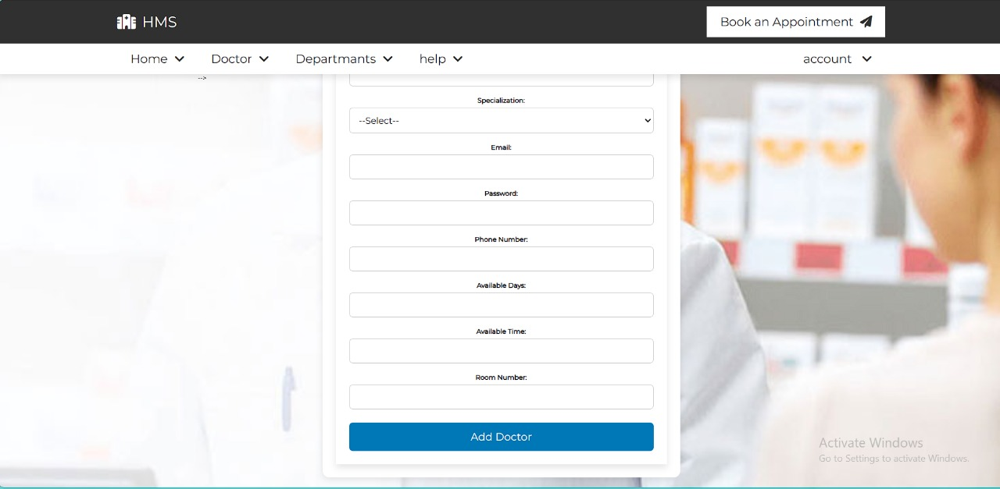 HMS
Book an Appointment
Home
Doctor
Departmants
help
account
-->
Specialization:
--Select--
Email:
Password:
Phone Number:
Available Days:
Available Time:
Room Number:
Add Doctor
Activate Windows
Go to Settings to activate Windows.